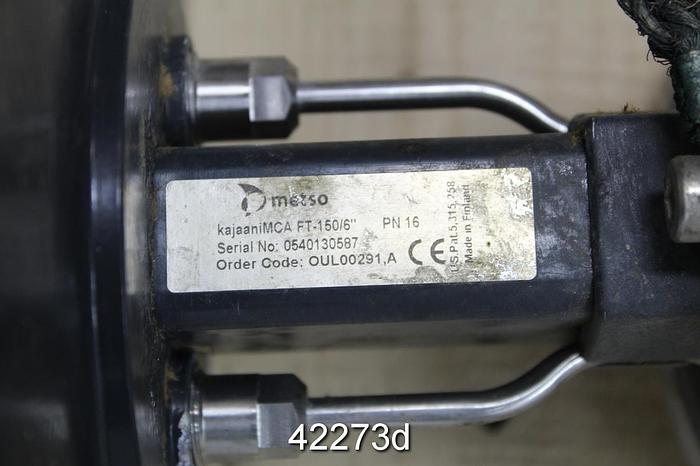 metso
kajaaniMCA FT-150/6" PN 16
Serial No: 0540130587
Order Code: OUL00291,A
CE
U.S.Pat.5,315,258
Made in Finland
42273d